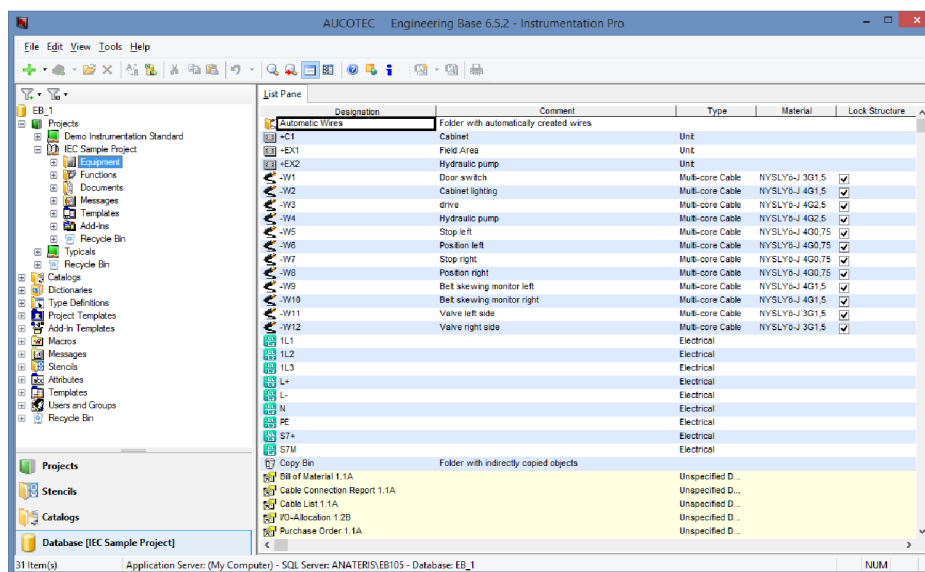 AUCOTEC Engineering Base 6.5.2 - Instrumentation Pro
File Edit View Tools Help
EB_1
Projects
Demo Instrumentation Standard
IEC Sample Project
Equipment
Functions
Documents
Messages
Templates
Add-Ins
Recycle Bin
Typicals
Recycle Bin
Catalogs
Dictionaries
Type Definitions
Project Templates
Add-In Templates
Macros
Messages
Stencils
Attributes
Templates
Users and Groups
Recycle Bin
Projects
Stencils
Catalogs
Database [IEC Sample Project]
List Pane
Designation Comment Type Material Lock Structure
Automatic Wires Folder with automatically created wires
+C1 Cabinet Unit
+EX1 Field Area Unit
+EX2 Hydraulic pump Unit
-W1 Door switch Multi-core Cable NYSLYö-J 3G1,5
-W2 Cabinet lighting Multi-core Cable NYSLYö-J 4G1,5
-W3 drive Multi-core Cable NYSLYö-J 4G2,5
-W4 Hydraulic pump Multi-core Cable NYSLYö-J 4G2,5
-W5 Stop left Multi-core Cable NYSLYö-J 4G0,75
-W6 Position left Multi-core Cable NYSLYö-J 4G0,75
-W7 Stop right Multi-core Cable NYSLYö-J 4G0,75
-W8 Position right Multi-core Cable NYSLYö-J 4G0,75
-W9 Belt skewing monitor left Multi-core Cable NYSLYö-J 4G1,5
-W10 Belt skewing monitor right Multi-core Cable NYSLYö-J 4G1,5
-W11 Valve left side Multi-core Cable NYSLYö-J 3G1,5
-W12 Valve right side Multi-core Cable NYSLYö-J 3G1,5
1L1 Electrical
1L2 Electrical
1L3 Electrical
L+ Electrical
L- Electrical
N Electrical
PE Electrical
S7+ Electrical
S7M Electrical
Copy Bin Folder with indirectly copied objects
Bill of Material 1.1A Unspecified D...
Cable Connection Report 1.1A Unspecified D...
Cable List 1.1A Unspecified D...
I/O-Allocation 1.2B Unspecified D...
Purchase Order 1.1A Unspecified D...
31 Item(s) Application Server: (My Computer) - SQL Server: ANATERIS\EB105 - Database: EB_1 NUM